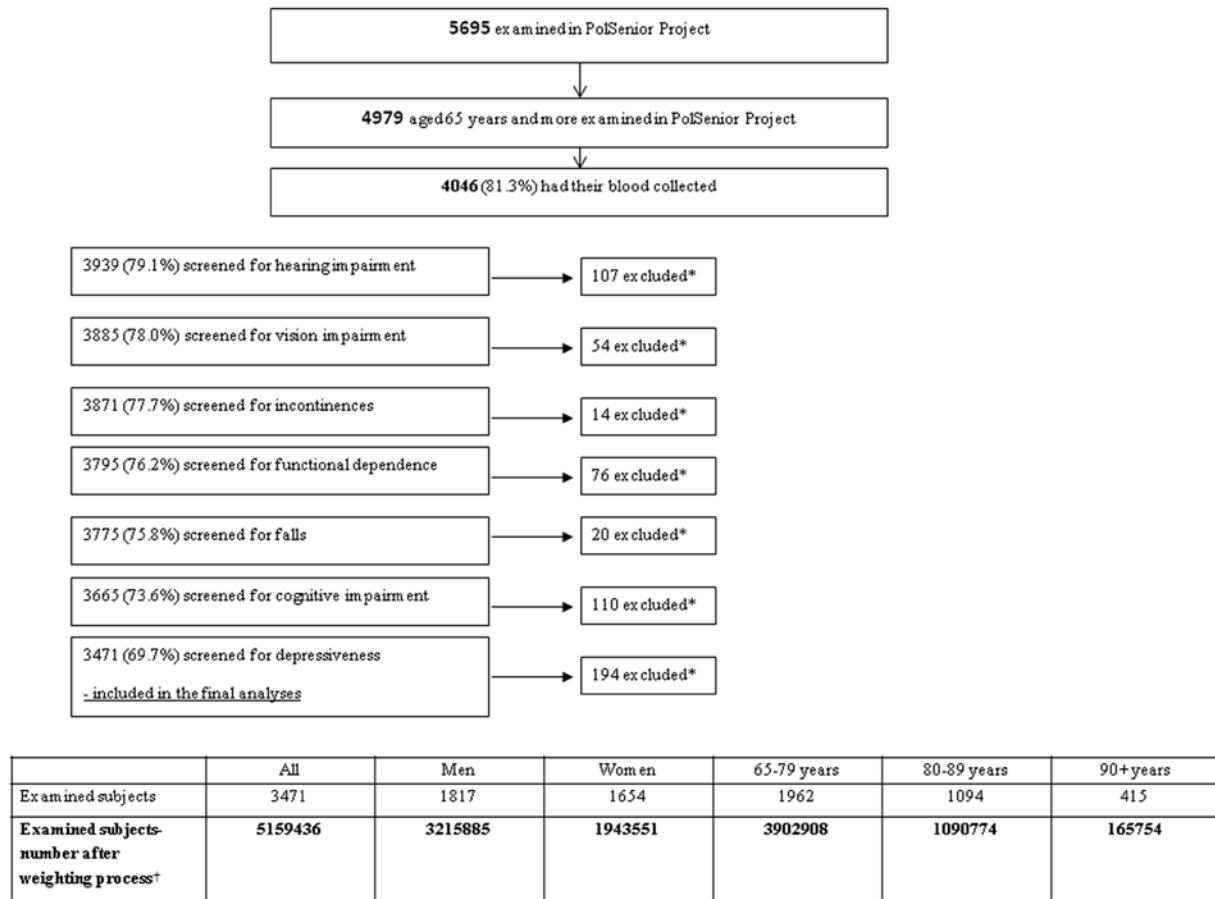 5695 examined in PolSenior Project
4979 aged 65 years and more examined in PolSenior Project
4046 (81.3%) had their blood collected
3939 (79.1%) screened for hearing impairment
107 excluded*
3885 (78.0%) screened for vision impairment
54 excluded*
3871 (77.7%) screened for incontinences
14 excluded*
3795 (76.2%) screened for functional dependence
76 excluded*
3775 (75.8%) screened for falls
20 excluded*
3665 (73.6%) screened for cognitive impairment
110 excluded*
3471 (69.7%) screened for depressiveness
- included in the final analyses
194 excluded*
All Men Women 65-79 years 80-89 years 90+years
Examined subjects 3471 1817 1654 1962 1094 415
Examined subjects- 5159436 3215885 1943551 3902908 1090774 165754
number after
weighting process†